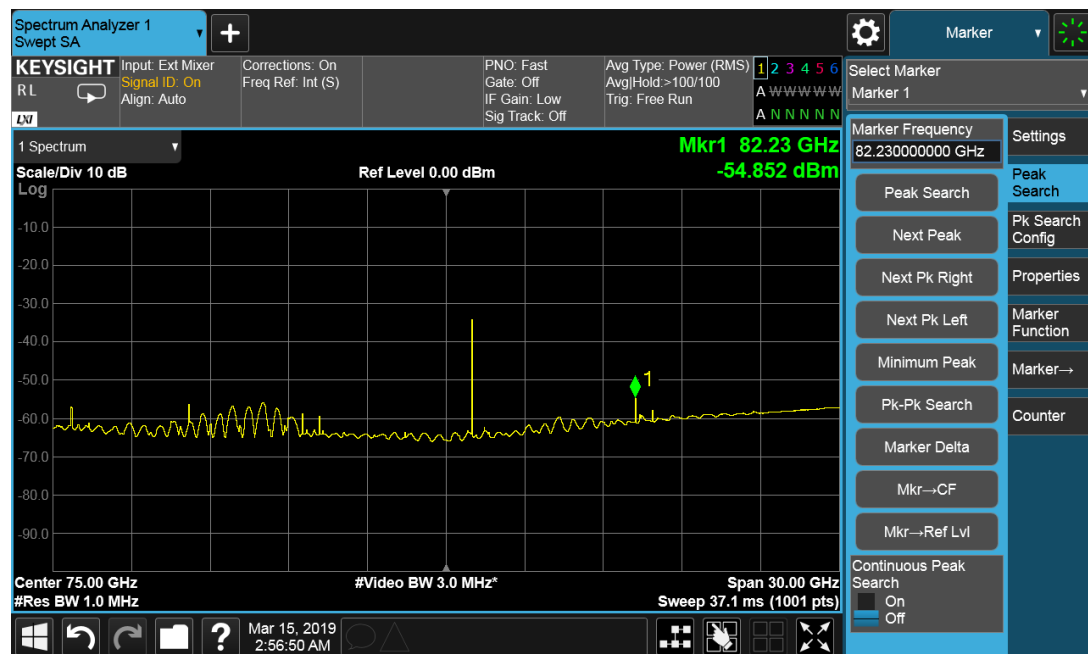 Spectrum Analyzer 1
Swept SA
+
Marker
KEYSIGHT
RL
LXI
Input: Ext Mixer
Signal ID: On
Align: Auto
Corrections: On
Freq Ref: Int (S)
PNO: Fast
Gate: Off
IF Gain: Low
Sig Track: Off
Avg Type: Power (RMS)
Avg|Hold:>100/100
Trig: Free Run
1 2 3 4 5 6
A W W W W W
A N N N N N
Select Marker
Marker 1
1 Spectrum
Mkr1 82.23 GHz
-54.852 dBm
Scale/Div 10 dB
Ref Level 0.00 dBm
Log
-10.0
-20.0
-30.0
-40.0
-50.0
-60.0
-70.0
-80.0
-90.0
1
Center 75.00 GHz
#Res BW 1.0 MHz
#Video BW 3.0 MHz*
Span 30.00 GHz
Sweep 37.1 ms (1001 pts)
Marker Frequency
82.230000000 GHz
Peak Search
Next Peak
Next Pk Right
Next Pk Left
Minimum Peak
Pk-Pk Search
Marker Delta
Mkr→CF
Mkr→Ref Lvl
Continuous Peak
Search
On
Off
Settings
Peak
Search
Pk Search
Config
Properties
Marker
Function
Marker→
Counter
?
Mar 15, 2019
2:56:50 AM